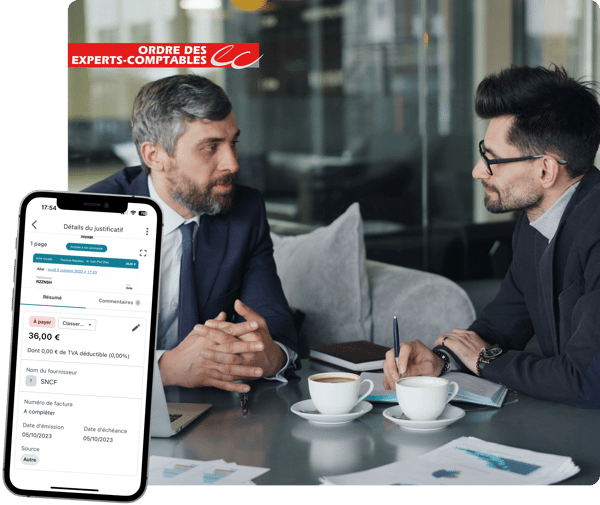 ORDRE DES
EXPERTS-COMPTABLES
17:54
Détails du justificatif
1 page
Résumé
Commentaires
À payer
Classer...
36,00 €
Dont 0,00 € de TVA déductible (0,00%)
Nom du fournisseur
SNCF
Numéro de facture
A compléter
Date d'émission
Date d'échéance
05/10/2023
05/10/2023
Source
Autre